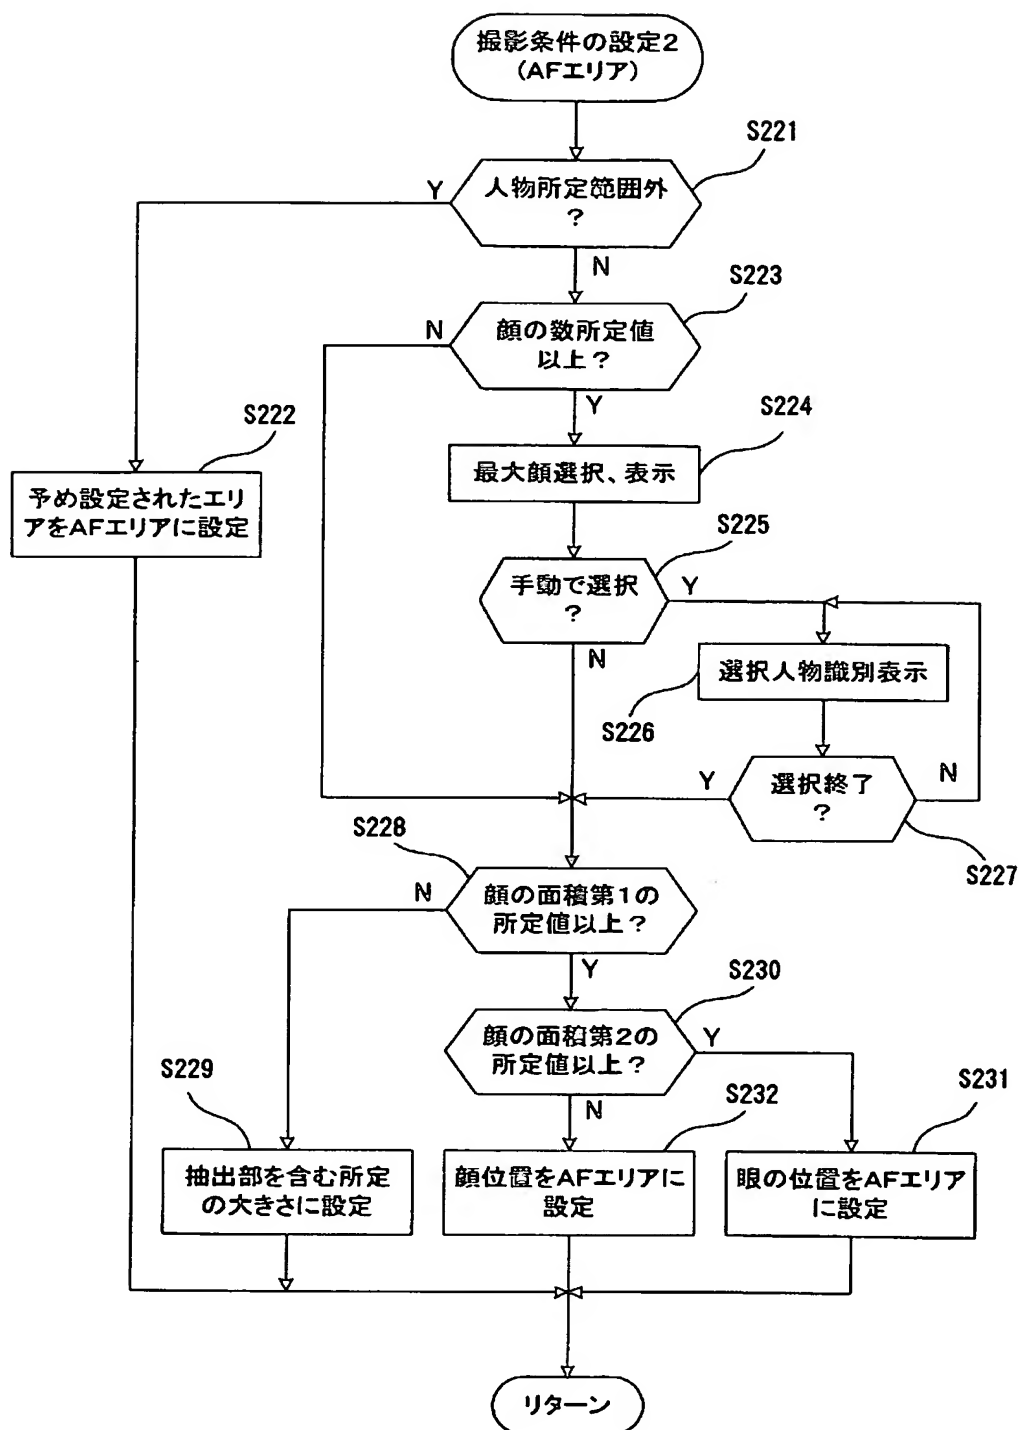 撮影条件の設定2
(AFエリア)
S221
人物所定範囲外
?
Y
N
S223
顔の数所定値
以上?
N
Y
S222
予め設定されたエリ
アをAFエリアに設定
S224
最大顔選択、表示
S225
手動で選択
?
Y
N
選択人物識別表示
S226
選択終了
?
Y
N
S227
S228
顔の面積第1の
所定値以上?
N
Y
S230
顔の面積第2の
所定値以上?
Y
N
S229
抽出部を含む所定
の大きさに設定
S232
顔位置をAFエリアに
設定
S231
眼の位置をAFエリア
に設定
リターン